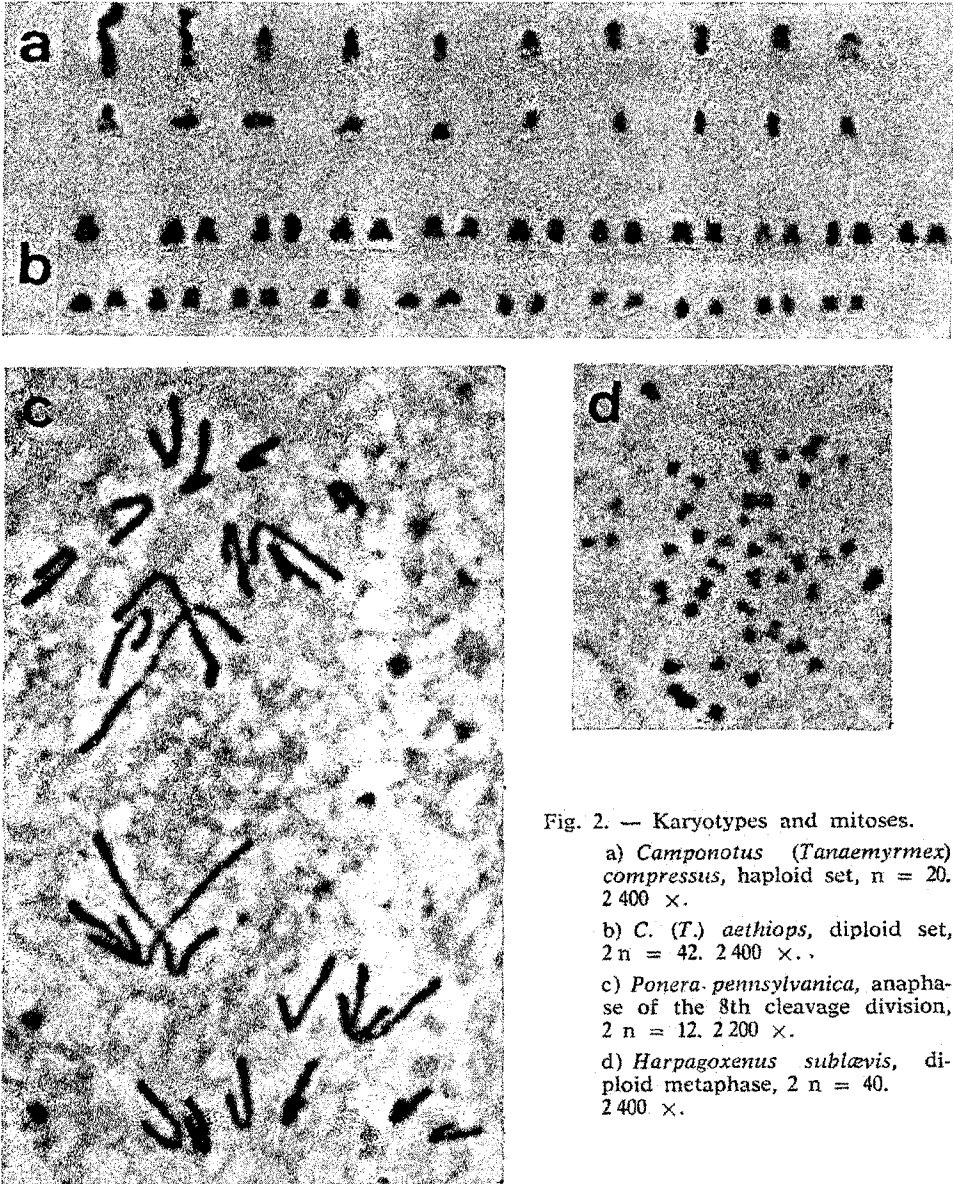 a
b
c
d
Fig. 2. — Karyotypes and mitoses.
a) Camponotus (Tanaemyrmex)
compressus, haploid set, n = 20.
2 400 ×.
b) C. (T.) aethiops, diploid set,
2 n = 42. 2 400 ×.
c) Ponera pennsylvanica, anapha-
se of the 8th cleavage division,
2 n = 12. 2 200 ×.
d) Harpagoxenus sublævis, di-
ploid metaphase, 2 n = 40.
2 400 ×.